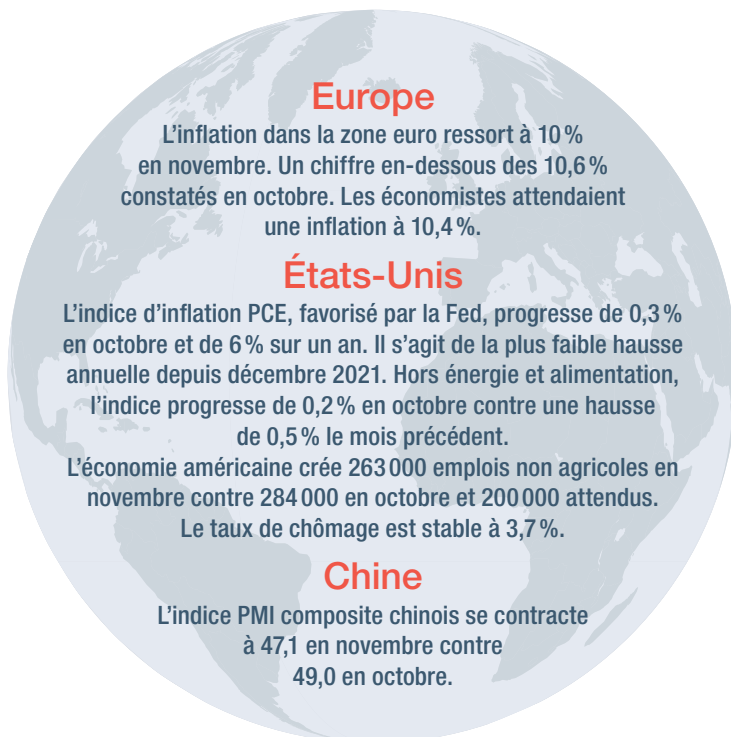 Europe
L'inflation dans la zone euro ressort à 10 %
en novembre. Un chiffre en-dessous des 10,6 %
constatés en octobre. Les économistes attendaient
une inflation à 10,4 %.
États-Unis
L'indice d'inflation PCE, favorisé par la Fed, progresse de 0,3 %
en octobre et de 6 % sur un an. Il s'agit de la plus faible hausse
annuelle depuis décembre 2021. Hors énergie et alimentation,
l'indice progresse de 0,2 % en octobre contre une hausse
de 0,5 % le mois précédent.
L'économie américaine crée 263 000 emplois non agricoles en
novembre contre 284 000 en octobre et 200 000 attendus.
Le taux de chômage est stable à 3,7 %.
Chine
L'indice PMI composite chinois se contracte
à 47,1 en novembre contre
49,0 en octobre.